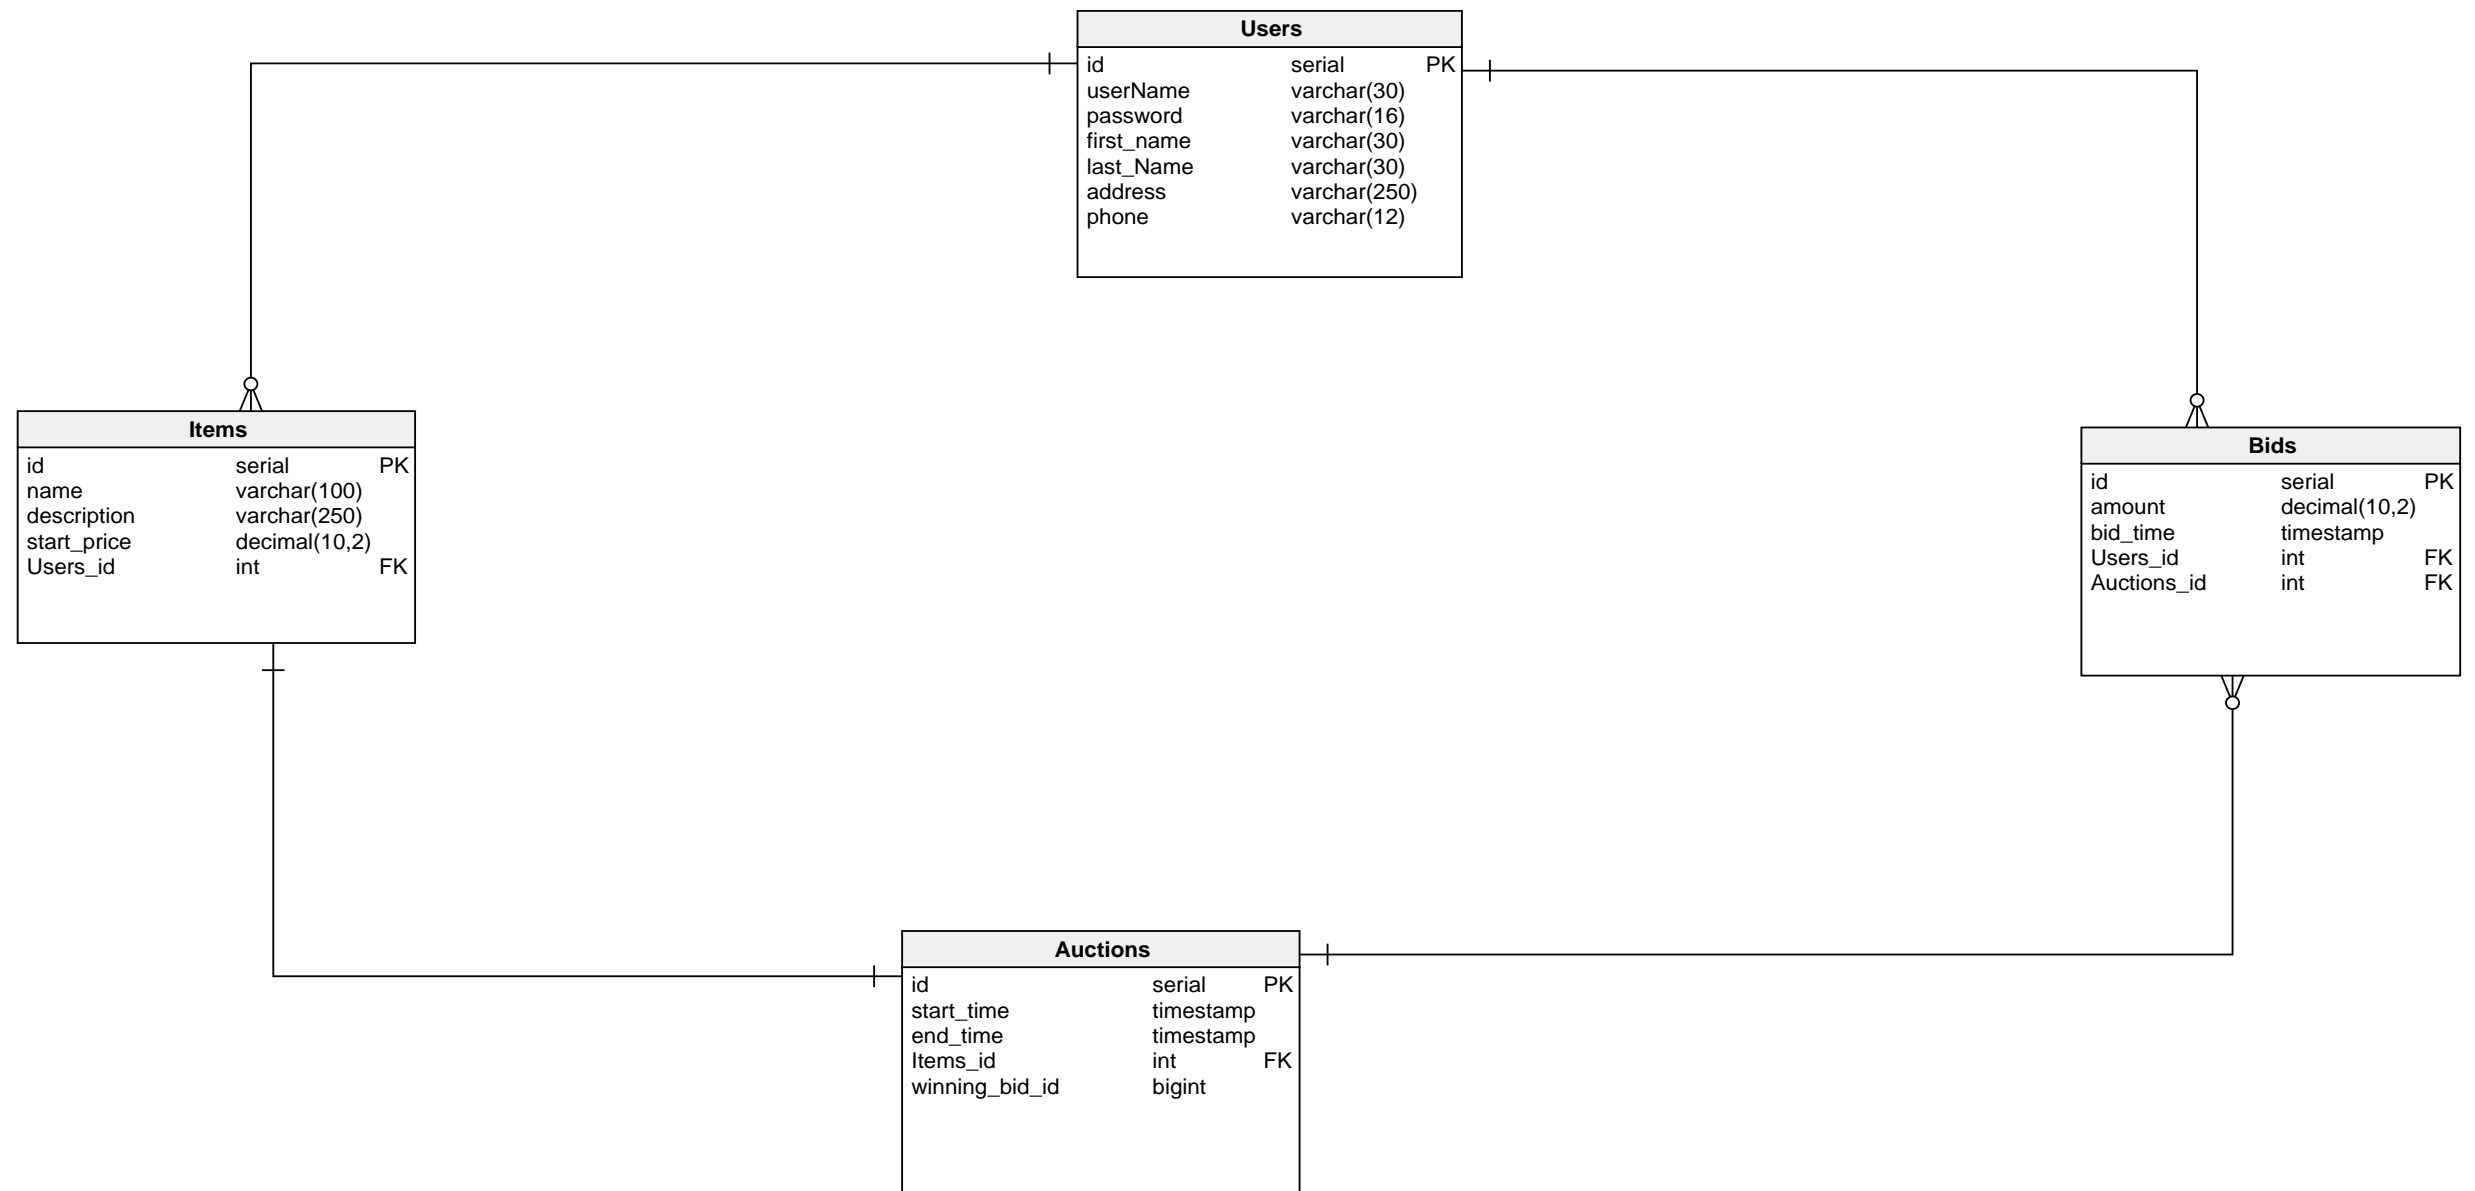 Users
id serial PK
userName varchar(30)
password varchar(16)
first_name varchar(30)
last_Name varchar(30)
address varchar(250)
phone varchar(12)
Items
id serial PK
name varchar(100)
description varchar(250)
start_price decimal(10,2)
Users_id int FK
Bids
id serial PK
amount decimal(10,2)
bid_time timestamp
Users_id int FK
Auctions_id int FK
Auctions
id serial PK
start_time timestamp
end_time timestamp
Items_id int FK
winning_bid_id bigint